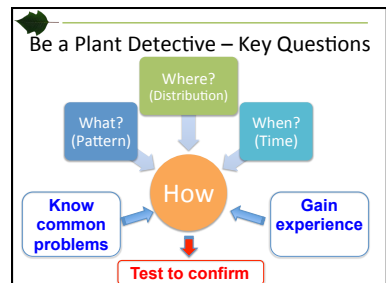 Be a Plant Detective – Key Questions
Where?
(Distribution)
What?
(Pattern)
When?
(Time)
How
Know
common
problems
Gain
experience
Test to confirm